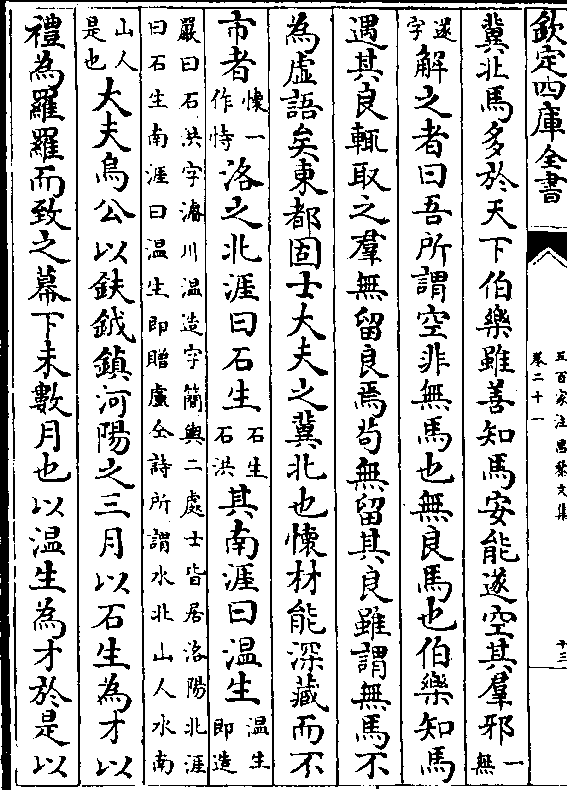 欽定四庫全書
五百家注昌黎文集
卷二十一
十三
冀北馬多於天下伯樂雖善知馬安能遂空其羣邪一無
遂字解之者曰吾所謂空非無馬也無良馬也伯樂知馬
遇其良輒取之羣無留良焉苟無留其良雖謂無馬不
為虛語矣東都固士大夫之冀北也懷材能深藏而不
市者懷一作恃洛之北涯曰石生石生石洪其南涯曰温生温生即造
嚴曰石洪字濬川温造字簡輿二處士皆居洛陽北涯
曰石生南涯曰温生即贈盧仝詩所謂水北山人水南
山人是也大夫烏公以鈇鉞鎮河陽之三月以石生為才以
禮為羅羅而致之幕下未數月也以温生為才於是以